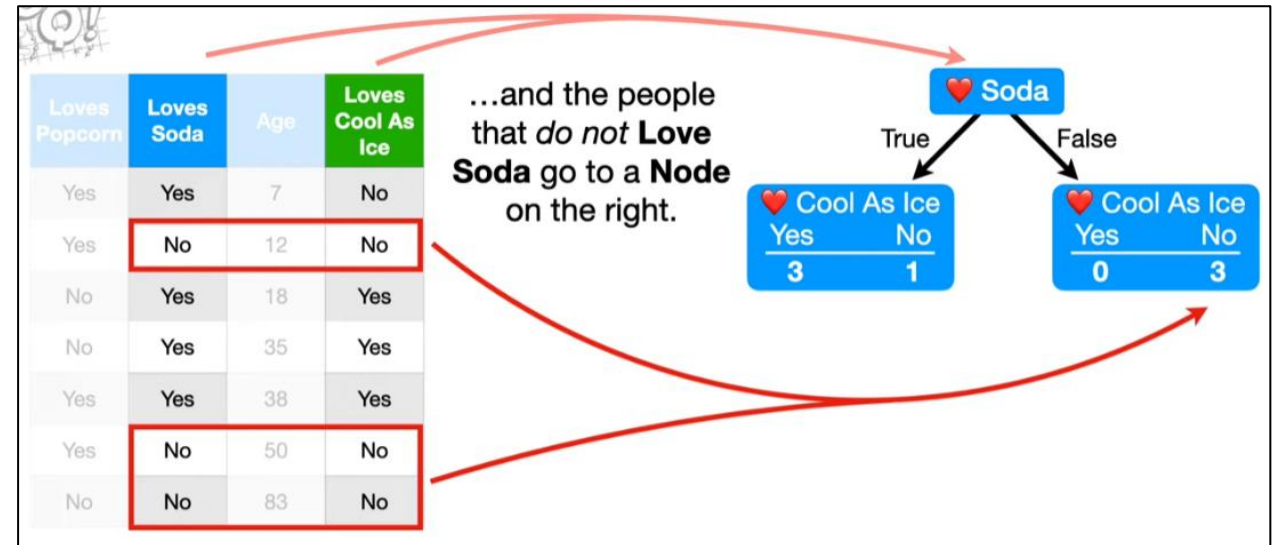 Loves Popcorn Loves Soda Age Loves Cool As Ice
Yes Yes 7 No
Yes No 12 No
No Yes 18 Yes
No Yes 35 Yes
Yes Yes 38 Yes
Yes No 50 No
No No 83 No
…and the people
that do not Love
Soda go to a Node
on the right.
❤️ Soda
True False
❤️ Cool As Ice
Yes No
3 1
❤️ Cool As Ice
Yes No
0 3